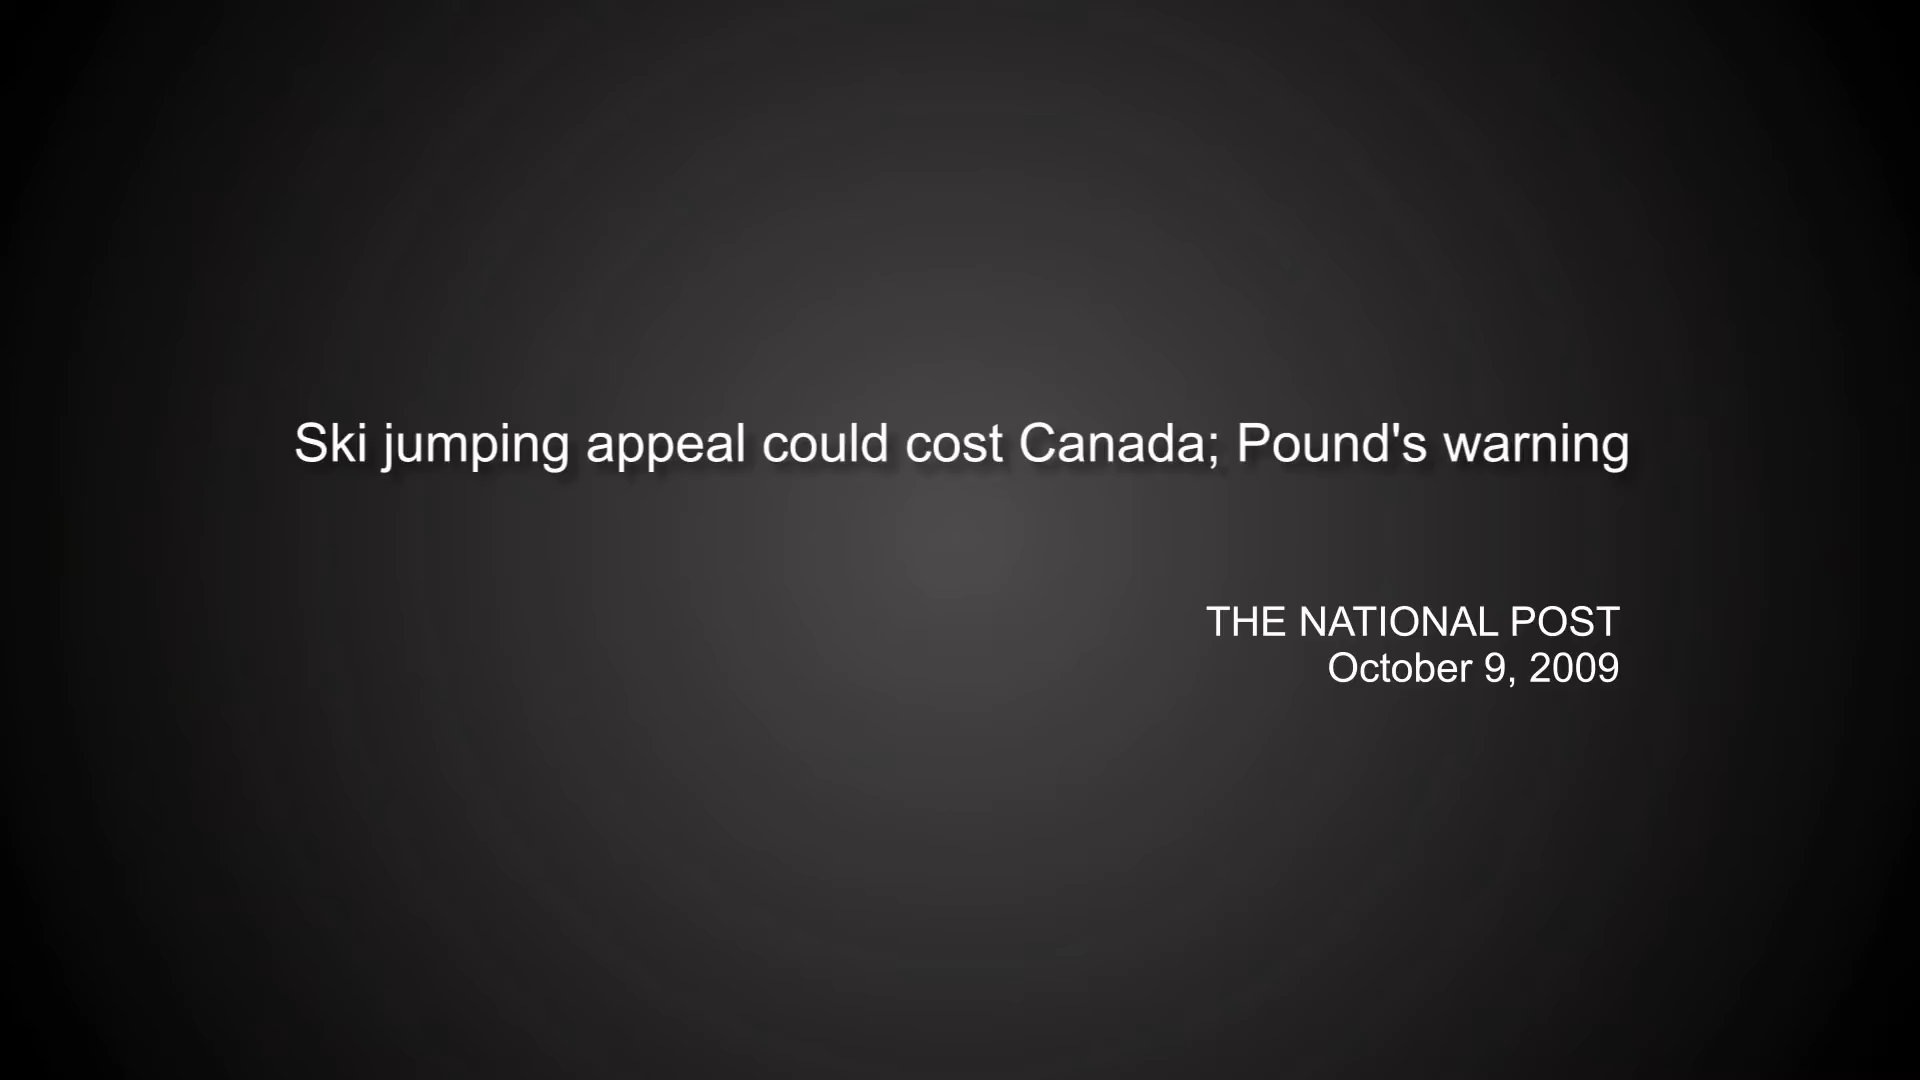 Ski jumping appeal could cost Canada; Pound's warning
THE NATIONAL POST
October 9, 2009